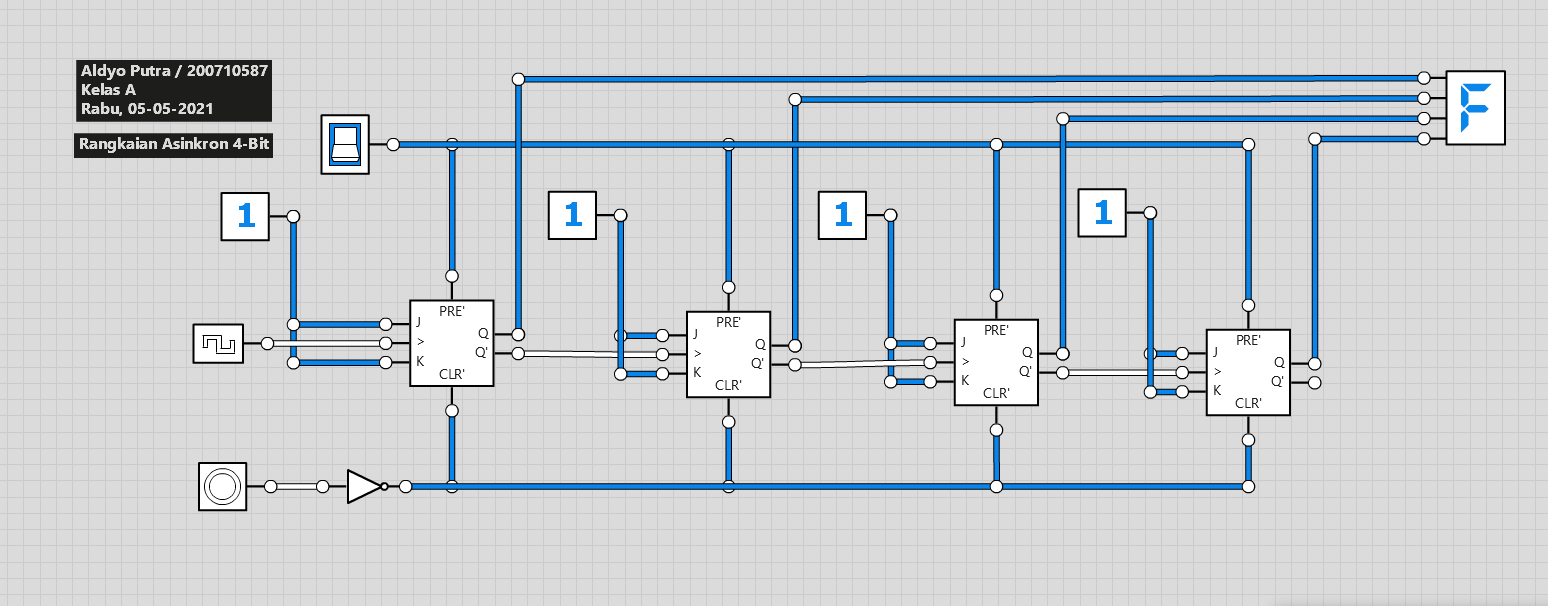 Aldyo Putra / 200710587
Kelas A
Rabu, 05-05-2021
Rangkaian Asinkron 4-Bit
F
1
1
1
1
PRE'
J
>
K
Q
Q'
CLR'
PRE'
J
>
K
Q
Q'
CLR'
PRE'
J
>
K
Q
Q'
CLR'
PRE'
J
>
K
Q
Q'
CLR'